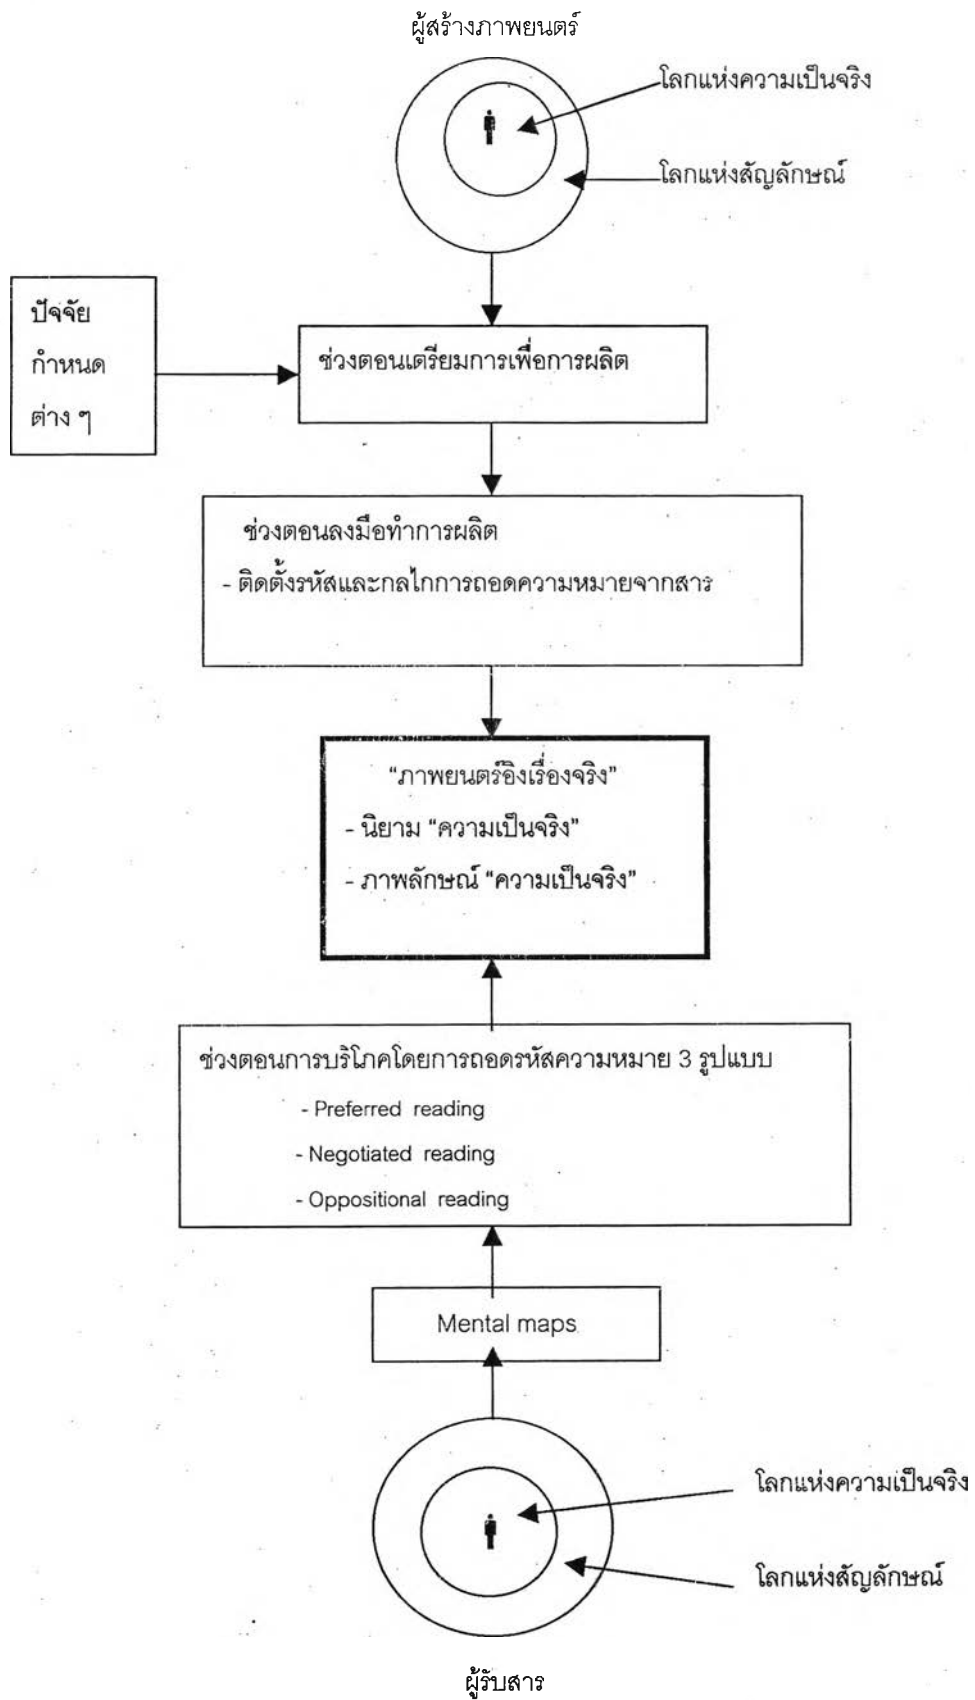 ผู้สร้างภาพยนตร์
โลกแห่งความเป็นจริง
โลกแห่งสัญลักษณ์
ปัจจัย
กำหนด
ต่าง ๆ
ช่วงตอนเตรียมการเพื่อการผลิต
ช่วงตอนลงมือทำการผลิต
- ติดตั้งรหัสและกลไกการถอดความหมายจากสาร
“ภาพยนตร์อิงเรื่องจริง”
- นิยาม “ความเป็นจริง”
- ภาพลักษณ์ “ความเป็นจริง”
ช่วงตอนการบริโภคโดยการถอดรหัสความหมาย 3 รูปแบบ
- Preferred reading
- Negotiated reading
- Oppositional reading
Mental maps
โลกแห่งความเป็นจริง
โลกแห่งสัญลักษณ์
ผู้รับสาร